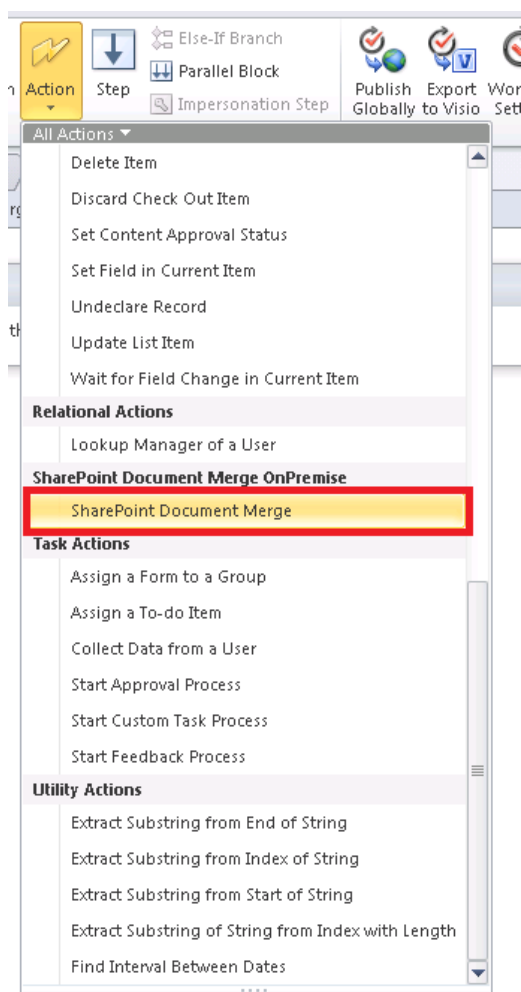 Else-If Branch
Action Step Parallel Block
Impersonation Step
Publish Globally
Export to Visio
All Actions
Delete Item
Discard Check Out Item
Set Content Approval Status
Set Field in Current Item
Undeclare Record
Update List Item
Wait for Field Change in Current Item
Relational Actions
Lookup Manager of a User
SharePoint Document Merge OnPremise
SharePoint Document Merge
Task Actions
Assign a Form to a Group
Assign a To-do Item
Collect Data from a User
Start Approval Process
Start Custom Task Process
Start Feedback Process
Utility Actions
Extract Substring from End of String
Extract Substring from Index of String
Extract Substring from Start of String
Extract Substring of String from Index with Length
Find Interval Between Dates